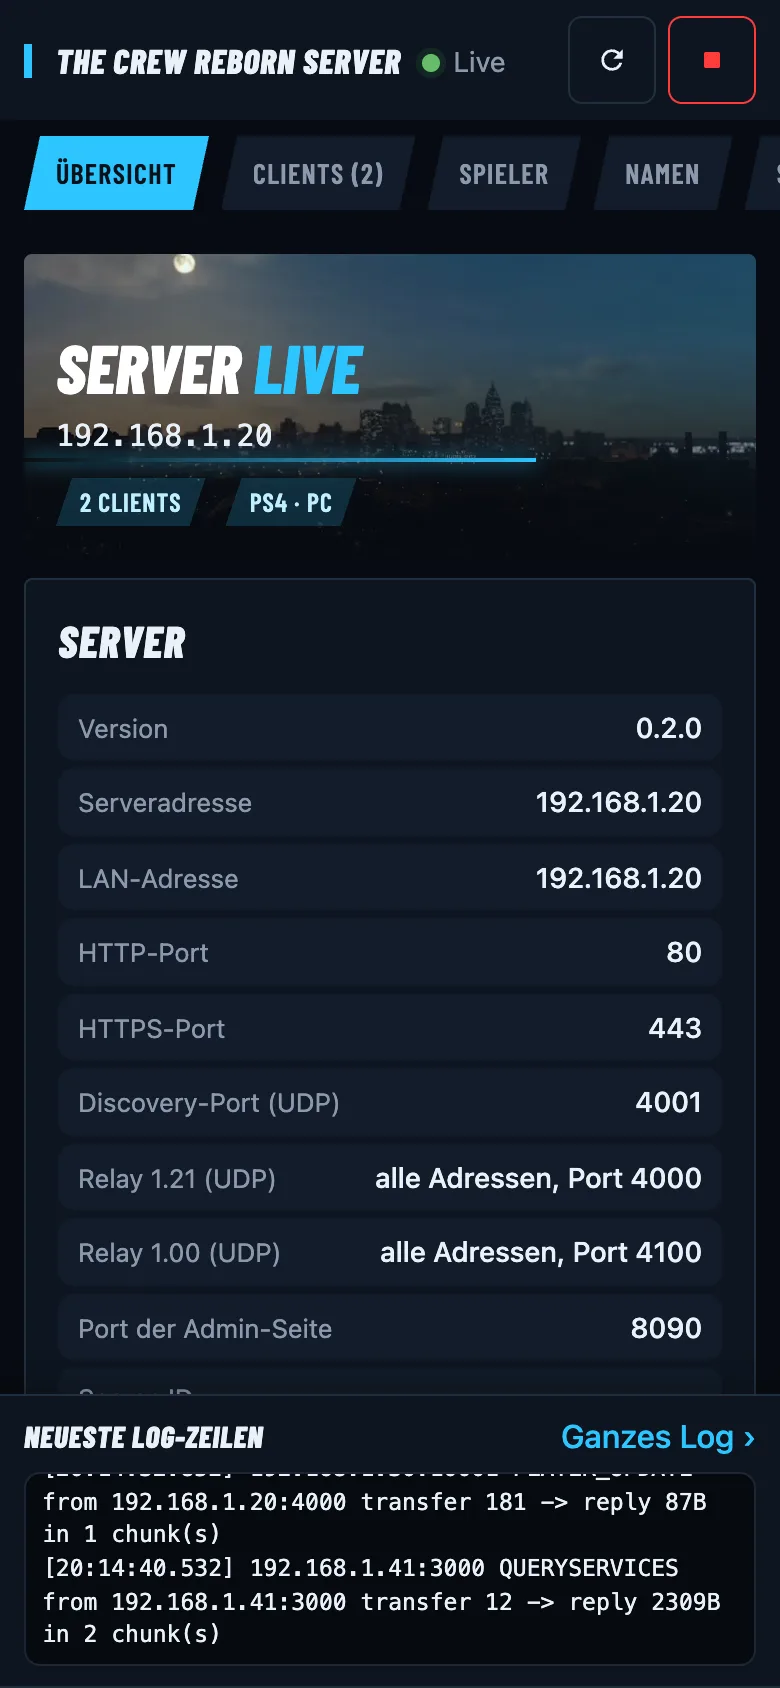 THE CREW REBORN SERVER
Live
ÜBERSICHT
CLIENTS (2)
SPIELER
NAMEN
SERVER LIVE
192.168.1.20
2 CLIENTS
PS4 · PC
SERVER
Version 0.2.0
Serveradresse 192.168.1.20
LAN-Adresse 192.168.1.20
HTTP-Port 80
HTTPS-Port 443
Discovery-Port (UDP) 4001
Relay 1.21 (UDP) alle Adressen, Port 4000
Relay 1.00 (UDP) alle Adressen, Port 4100
Port der Admin-Seite 8090
NEUESTE LOG-ZEILEN
Ganzes Log ›
from 192.168.1.20:4000 transfer 181 –> reply 87B
in 1 chunk(s)
[20:14:40.532] 192.168.1.41:3000 QUERYSERVICES
from 192.168.1.41:3000 transfer 12 –> reply 2309B
in 2 chunk(s)